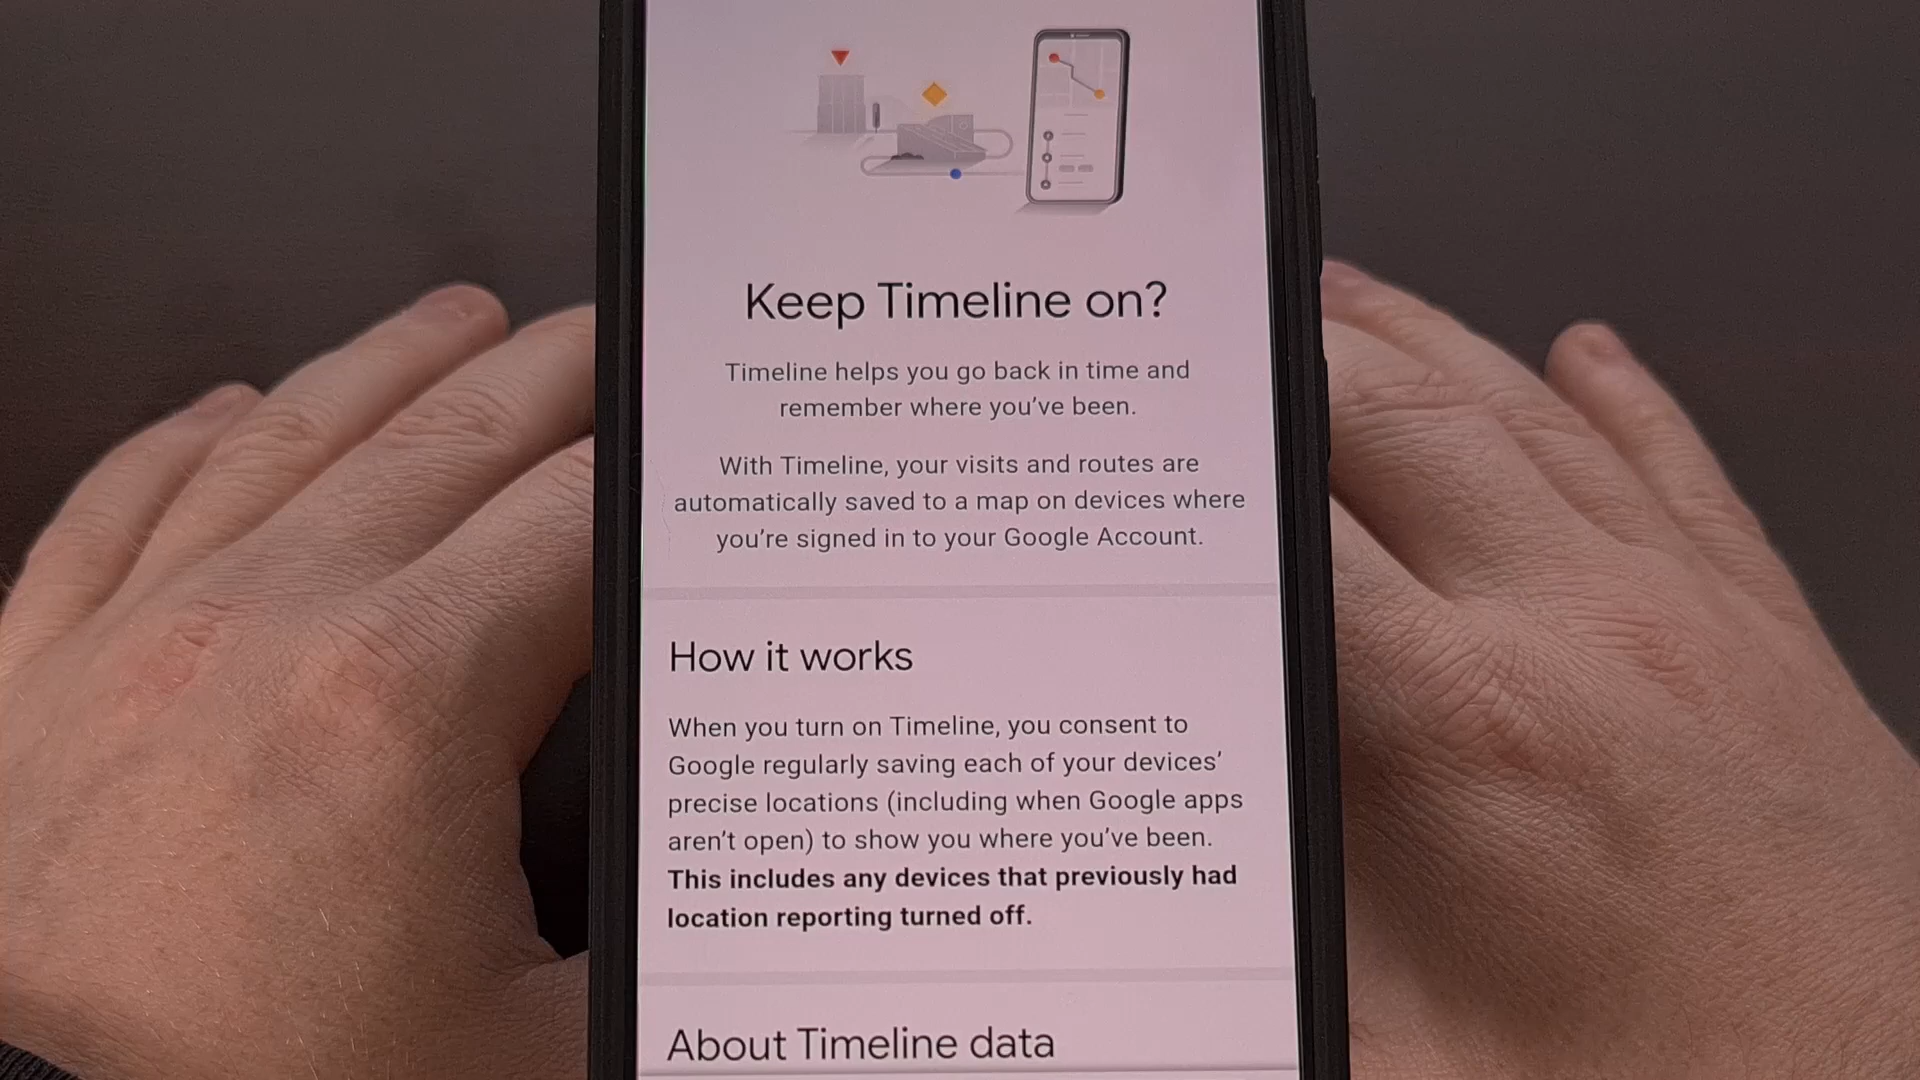 Keep Timeline on?
Timeline helps you go back in time and
remember where you’ve been.
With Timeline, your visits and routes are
automatically saved to a map on devices where
you’re signed in to your Google Account.
How it works
When you turn on Timeline, you consent to
Google regularly saving each of your devices’
precise locations (including when Google apps
aren’t open) to show you where you’ve been.
This includes any devices that previously had
location reporting turned off.
About Timeline data